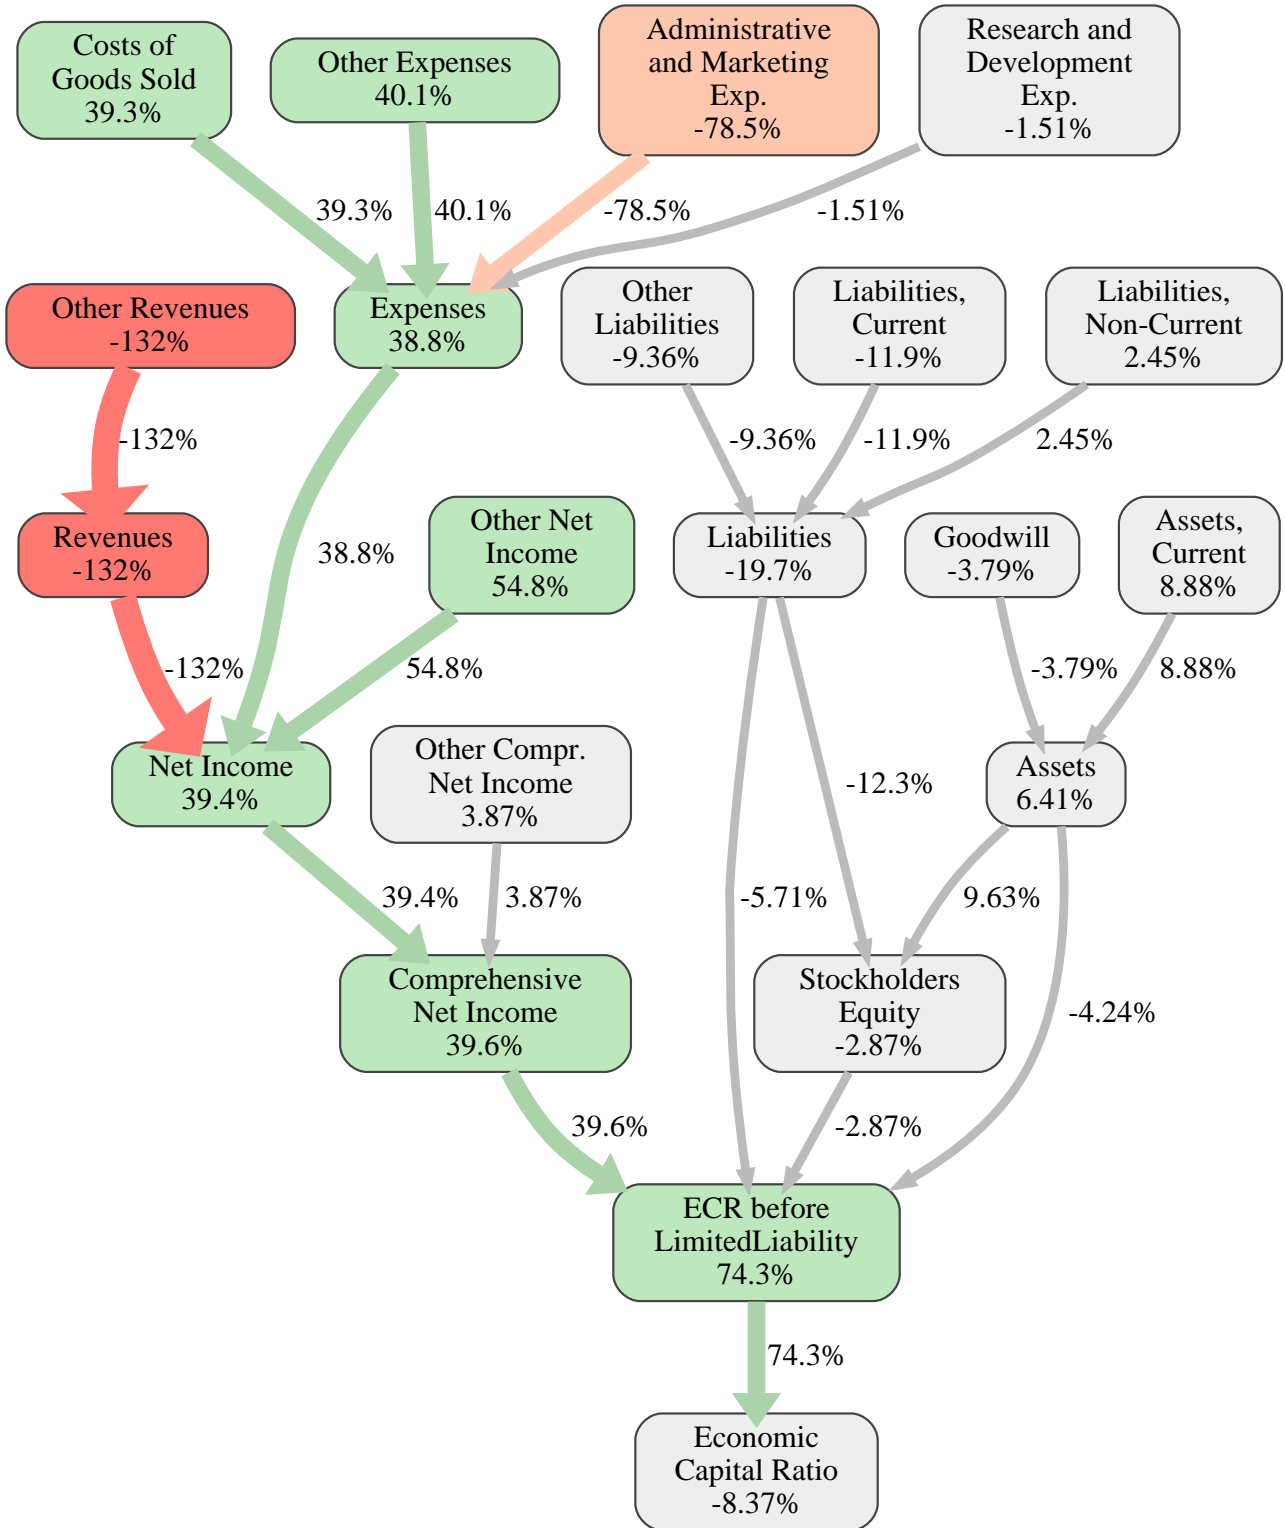 Costs of
Goods Sold
39.3%
Other Expenses
40.1%
Administrative
and Marketing
Exp.
-78.5%
Research and
Development
Exp.
-1.51%
39.3%
40.1%
-78.5%
-1.51%
Other Revenues
-132%
Expenses
38.8%
Other
Liabilities
-9.36%
Liabilities,
Current
-11.9%
Liabilities,
Non-Current
2.45%
-132%
-9.36%
-11.9%
2.45%
Revenues
-132%
38.8%
Other Net
Income
54.8%
Liabilities
-19.7%
Goodwill
-3.79%
Assets,
Current
8.88%
-132%
54.8%
-3.79%
8.88%
Net Income
39.4%
Other Compr.
Net Income
3.87%
-12.3%
Assets
6.41%
39.4%
3.87%
-5.71%
9.63%
Comprehensive
Net Income
39.6%
Stockholders
Equity
-2.87%
-4.24%
39.6%
-2.87%
ECR before
LimitedLiability
74.3%
74.3%
Economic
Capital Ratio
-8.37%